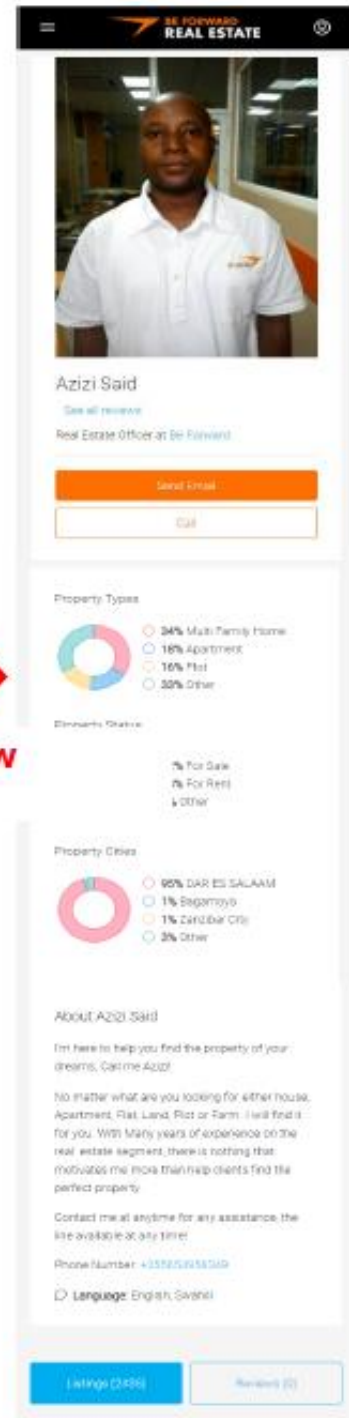 BE FORWARD
REAL ESTATE
Azizi Said
See all reviews
Real Estate Officer at Be Forward
Send Email
Call
Property Types
34% Multi Family Home
18% Apartment
16% Plot
33% Other
w
Property Status
For Sale
For Rent
Other
Property Cities
95% DAR ES SALAAM
1% Bagamoyo
1% Zanzibar City
3% Other
About Azizi Said
I'm here to help you find the property of your
dreams, Call me Azizi!
No matter what are you looking for either house,
Apartment, Flat, Land, Plot or Farm. I will find it
for you. With Many years of experience on the
real estate segment, there is nothing that
motivates me more than help clients find the
perfect property
Contact me at anytime for any assistance, the
line available at any time!
Phone Number:
Language: English, Swahili
Listings
Reviews (0)